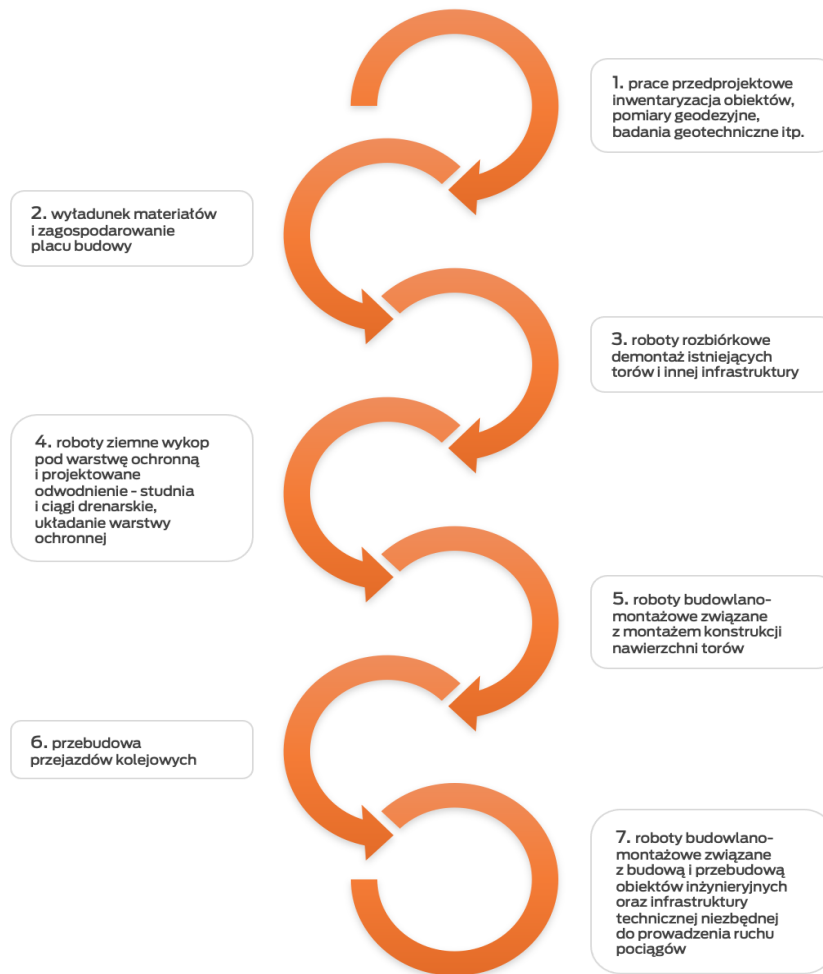 1. prace przedprojektowe
inwentaryzacja obiektów,
pomiary geodezyjne,
badania geotechniczne itp.
2. wyładunek materiałów
i zagospodarowanie
placu budowy
3. roboty rozbiórkowe
demontaż istniejących
torów i innej infrastruktury
4. roboty ziemne wykop
pod warstwę ochronną
i projektowane
odwodnienie - studnia
i ciągi drenarskie,
układanie warstwy
ochronnej
5. roboty budowlano-
montażowe związane
z montażem konstrukcji
nawierzchni torów
6. przebudowa
przejazdów kolejowych
7. roboty budowlano-
montażowe związane
z budową i przebudową
obiektów inżynieryjnych
oraz infrastruktury
technicznej niezbędnej
do prowadzenia ruchu
pociągów